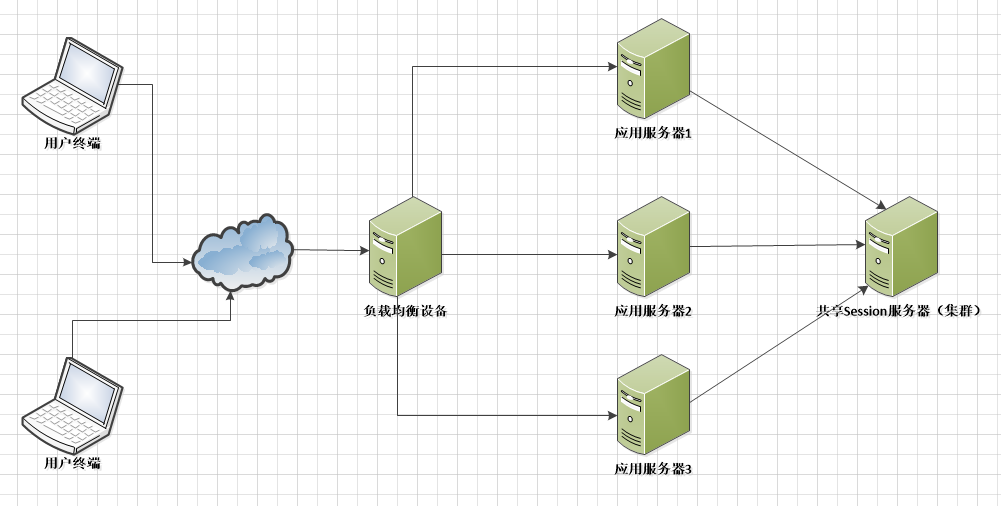 用户终端
应用服务器1
负载均衡设备
应用服务器2
共享Session服务器（集群）
用户终端
应用服务器3